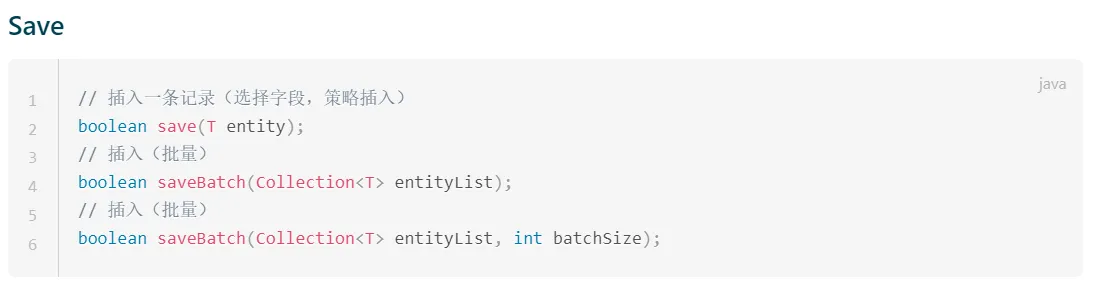 Save
java
1 // 插入一条记录（选择字段，策略插入）
2 boolean save(T entity);
3 // 插入（批量）
4 boolean saveBatch(Collection<T> entityList);
5 // 插入（批量）
6 boolean saveBatch(Collection<T> entityList, int batchSize);